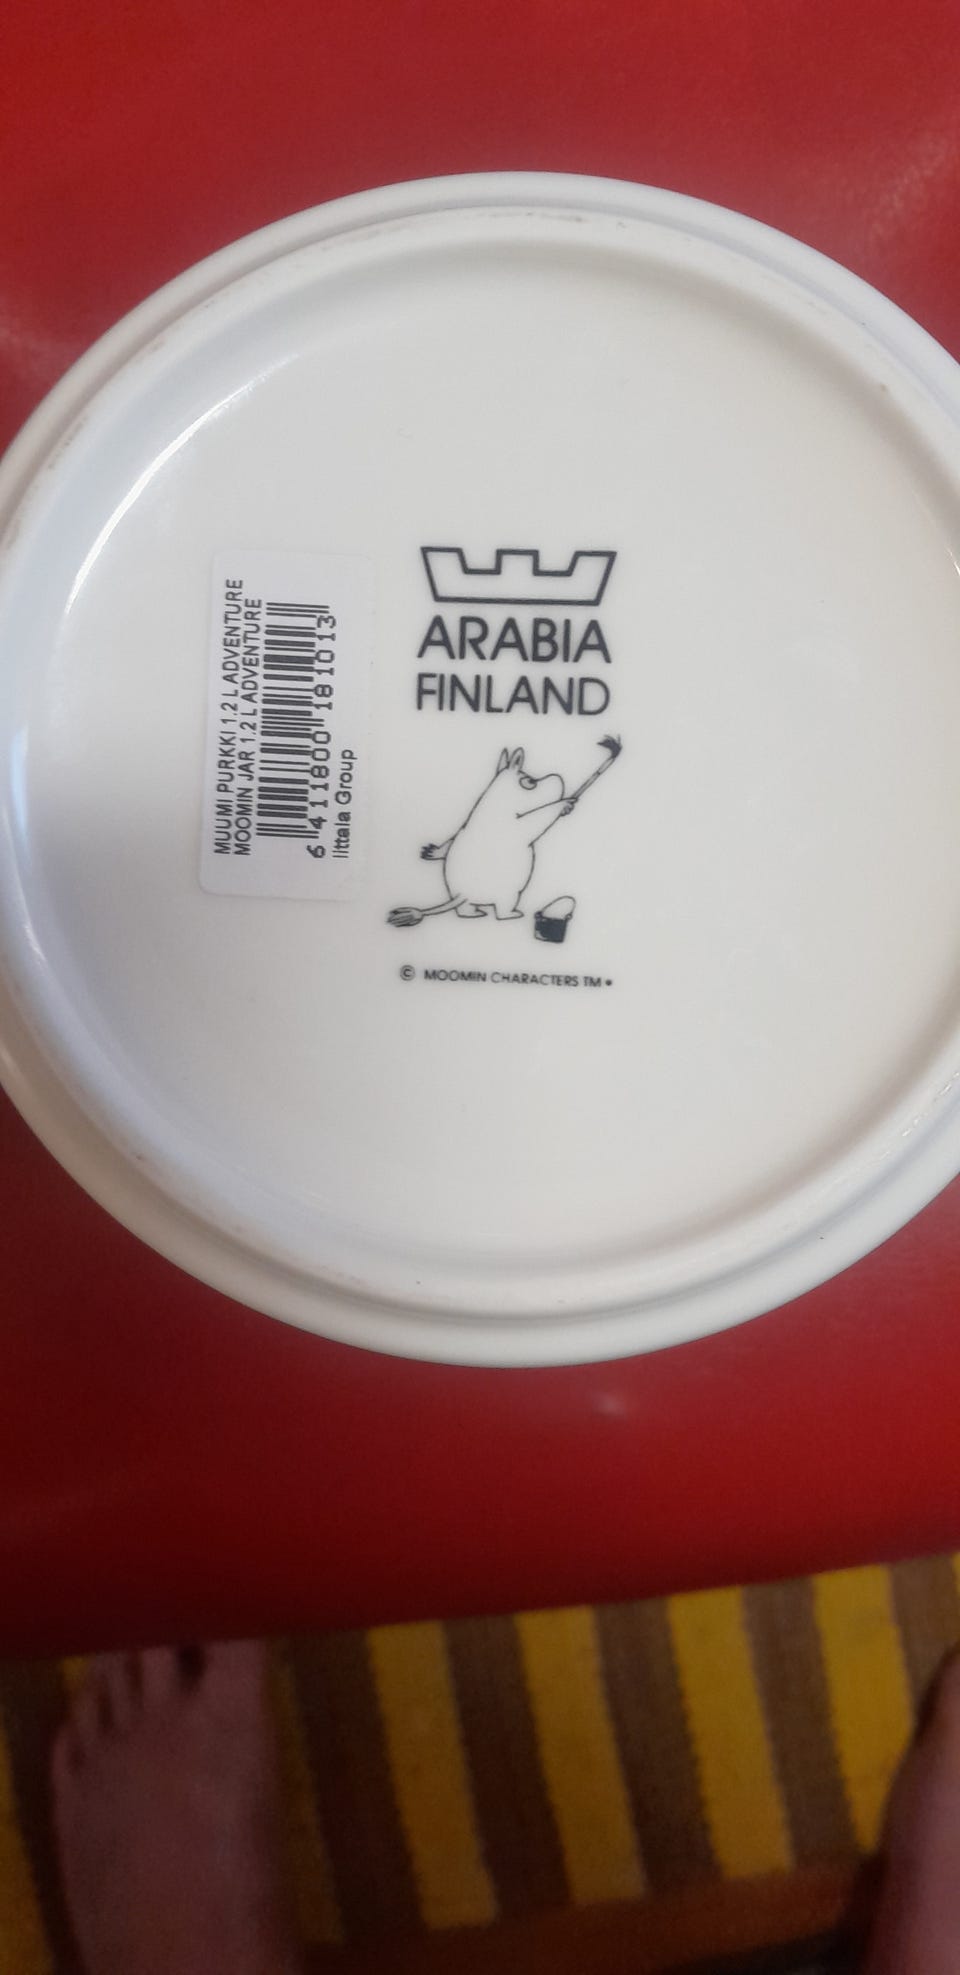 ARABIA
FINLAND
© MOOMIN CHARACTERS TM
MUUMI PURKKI 1.2 L ADVENTURE
MOOMIN JAR 1.2 L ADVENTURE
6 411800 181013
Iittala Group